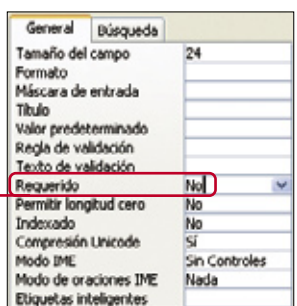 General Búsqueda
Tamaño del campo 24
Formato
Máscara de entrada
Título
Valor predeterminado
Regla de validación
Texto de validación
Requerido No
Permitir longitud cero No
Indexado No
Compresión Unicode Sí
Modo IME Sin Controles
Modo de oraciones IME Nada
Etiquetas inteligentes